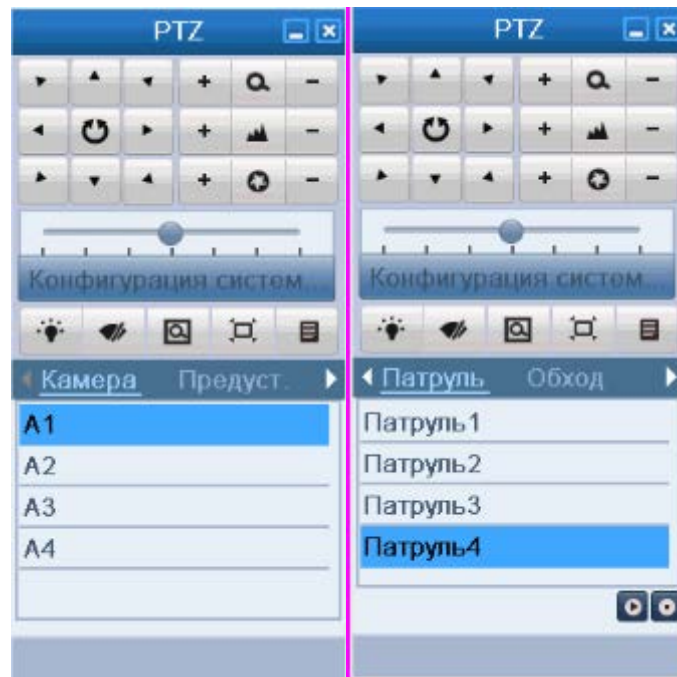 PTZ
Конфигурация систем...
Камера Предуст.
A1
A2
A3
A4
PTZ
Конфигурация систем...
Патруль Обход
Патруль1
Патруль2
Патруль3
Патруль4